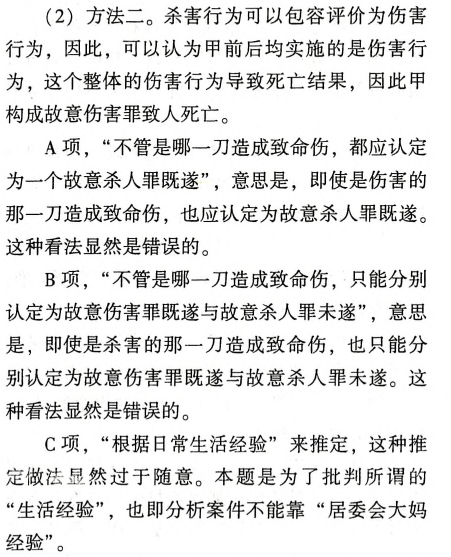 （2）方法二。杀害行为可以包容评价为伤害
行为，因此，可以认为甲前后均实施的是伤害行
为，这个整体的伤害行为导致死亡结果，因此甲
构成故意伤害罪致人死亡。
A 项，“不管是哪一刀造成致命伤，都应认定
为一个故意杀人罪既遂”，意思是，即使是伤害的
那一刀造成致命伤，也应认定为故意杀人罪既遂。
这种看法显然是错误的。
B 项，“不管是哪一刀造成致命伤，只能分别
认定为故意伤害罪既遂与故意杀人罪未遂”，意思
是，即使是杀害的那一刀造成致命伤，也只能分
别认定为故意伤害罪既遂与故意杀人罪未遂。这
种看法显然是错误的。
C 项，“根据日常生活经验”来推定，这种推
定做法显然过于随意。本题是为了批判所谓的
“生活经验”，也即分析案件不能靠“居委会大妈
经验”。